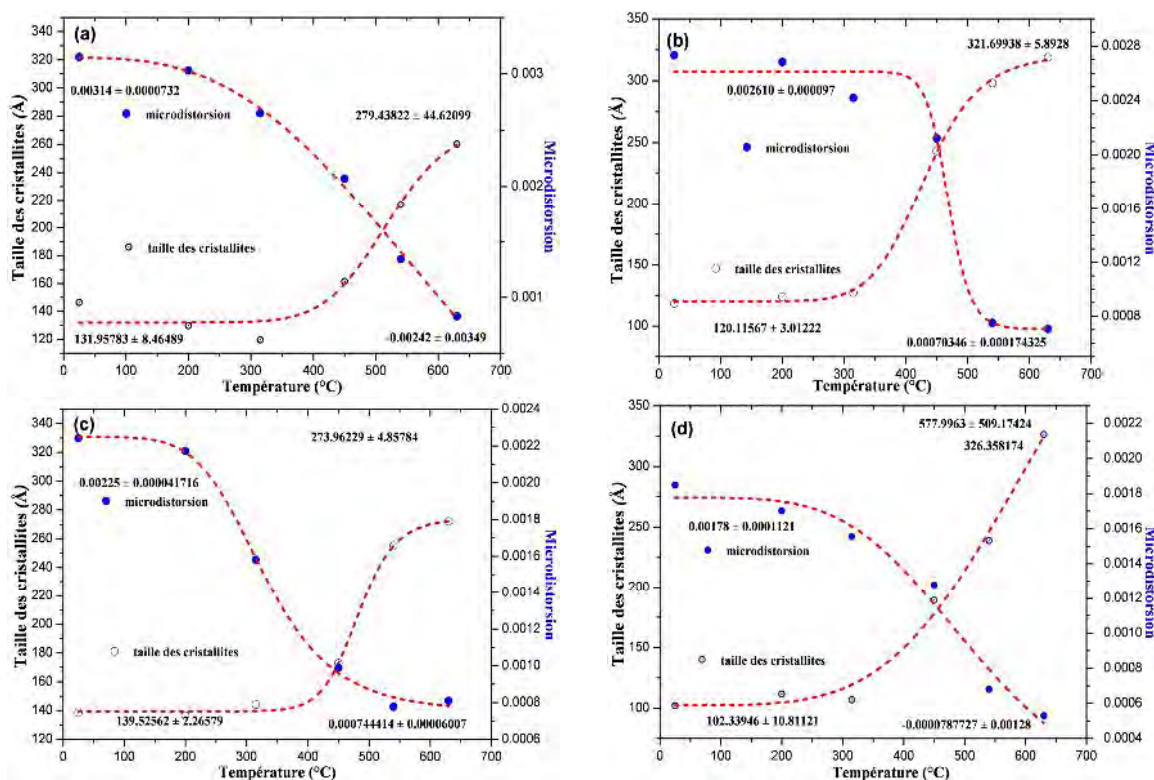 (a)
Taille des cristallites (Å)
320
300
280
260
240
220
200
180
160
140
120
0.00314 ± 0.0000732
microdistorsion
279.43822 ± 44.62099
taille des cristallites
131.95783 ± 8.46489
-0.00242 ± 0.00349
0.003
0.002
0.001
Microdistorsion
0 100 200 300 400 500 600 700
Température (°C)
(b)
Taille des cristallites (Å)
350
300
250
200
150
100
321.69938 ± 5.8928
0.002610 ± 0.000097
microdistorsion
taille des cristallites
120.11567 ± 3.01222
0.00070346 ± 0.000174325
0.0028
0.0024
0.0020
0.0016
0.0012
0.0008
Microdistorsion
0 100 200 300 400 500 600 700
Température (°C)
(c)
Taille des cristallites (Å)
340
320
300
280
260
240
220
200
180
160
140
120
273.96229 ± 4.85784
0.00225 ± 0.000041716
microdistorsion
taille des cristallites
139.52562 ± 2.26579
0.000744414 ± 0.00006007
0.0024
0.0022
0.0020
0.0018
0.0016
0.0014
0.0012
0.0010
0.0008
0.0006
Microdistorsion
0 100 200 300 400 500 600 700
Température (°C)
(d)
Taille des cristallites (Å)
350
300
250
200
150
100
577.9963 ± 509.17424
326.358174
0.00178 ± 0.0001121
microdistorsion
taille des cristallites
102.33946 ± 10.81121
-0.0000787727 ± 0.00128
0.0022
0.0020
0.0018
0.0016
0.0014
0.0012
0.0010
0.0008
0.0006
0.0004
Microdistorsion
0 100 200 300 400 500 600 700
Température (°C)